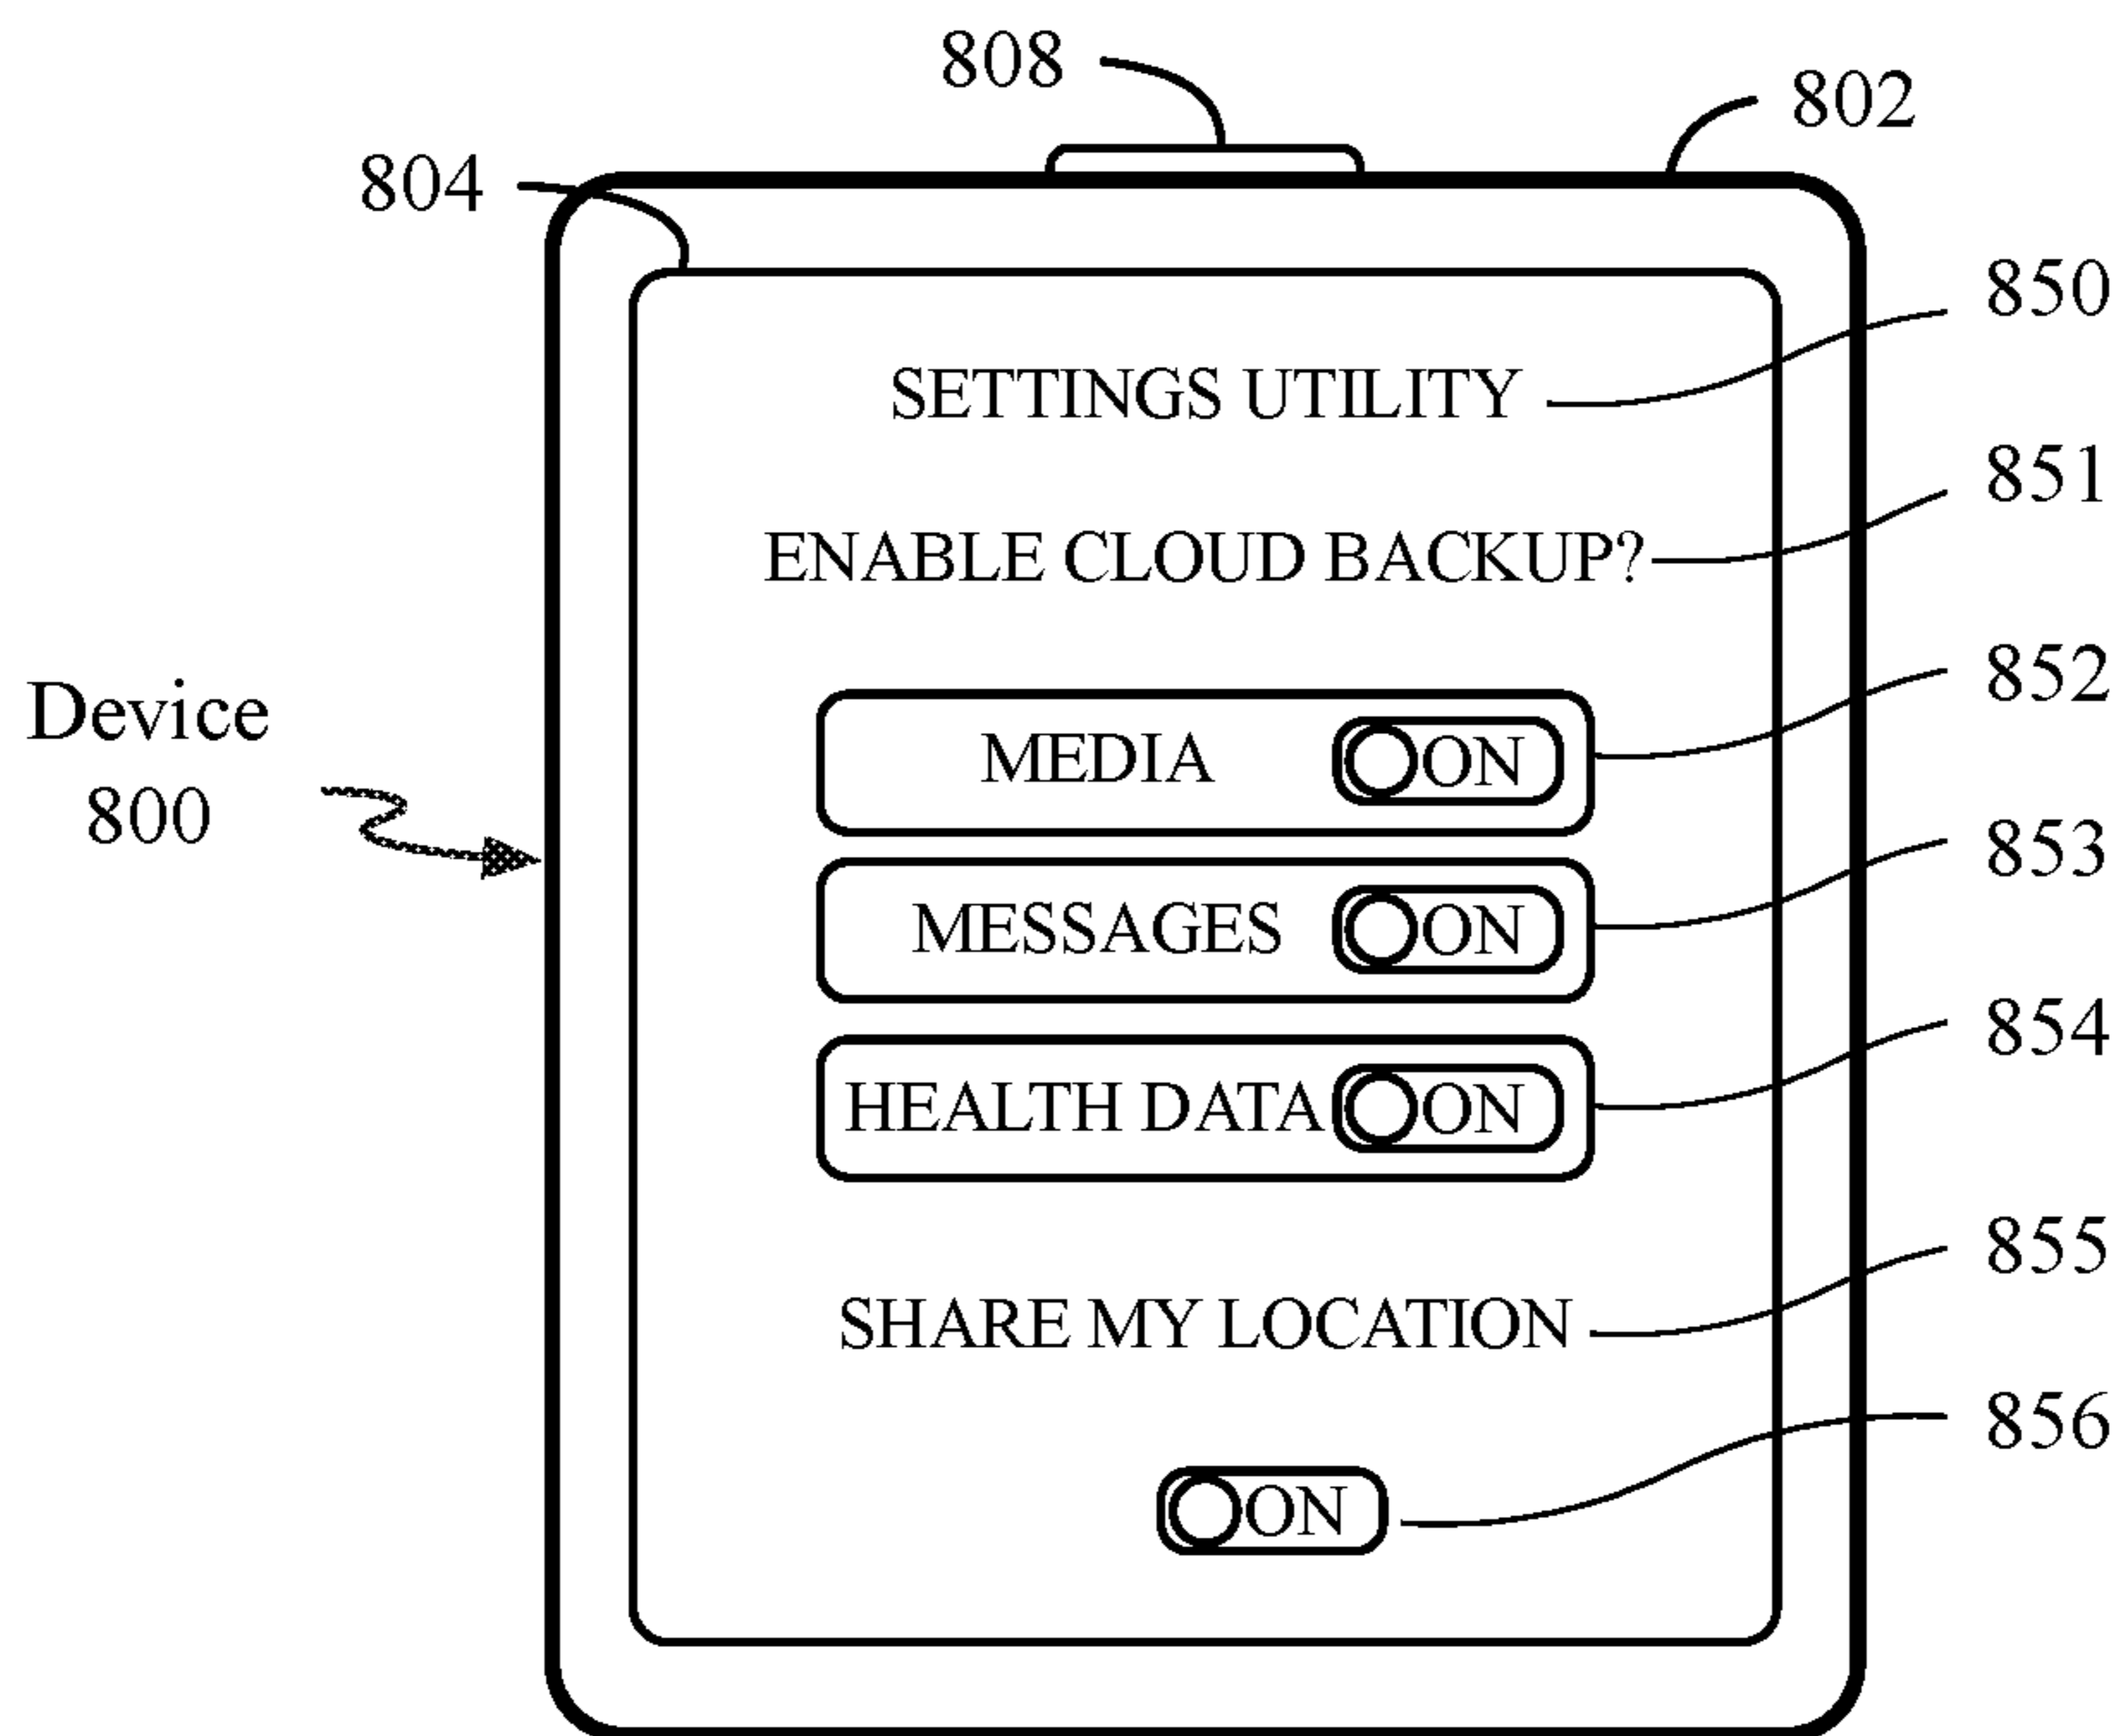 808
802
804
850
SETTINGS UTILITY
851
ENABLE CLOUD BACKUP?
852
Device
800
MEDIA ON
853
MESSAGES ON
854
HEALTH DATA ON
855
SHARE MY LOCATION
856
ON